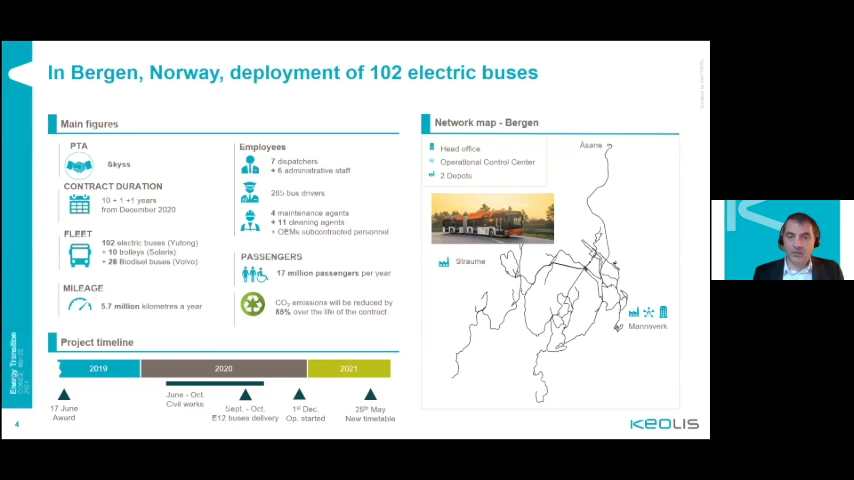 In Bergen, Norway, deployment of 102 electric buses
Main figures
PTA
Skyss
CONTRACT DURATION
10 + 1 +1 years
from December 2020
FLEET
102 electric buses (Yutong)
+ 10 trolleys (Solaris)
+ 26 Biodisel buses (Volvo)
MILEAGE
5.7 million kilometres a year
Employees
7 dispatchers
+ 6 administrative staff
285 bus drivers
4 maintenance agents
+ 11 cleaning agents
+ OEMs subcontracted personnel
PASSENGERS
17 million passengers per year
CO2 emissions will be reduced by
85% over the life of the contract
Project timeline
2019
2020
2021
17 June
Award
June - Oct.
Civil works
Sept. - Oct.
E12 buses delivery
1st Dec.
Op. started
26th May
New timetable
Network map - Bergen
Head office
Operational Control Center
2 Depots
Åsane
Straume
Mannsverk
Energy Transition
4
KEOLIS